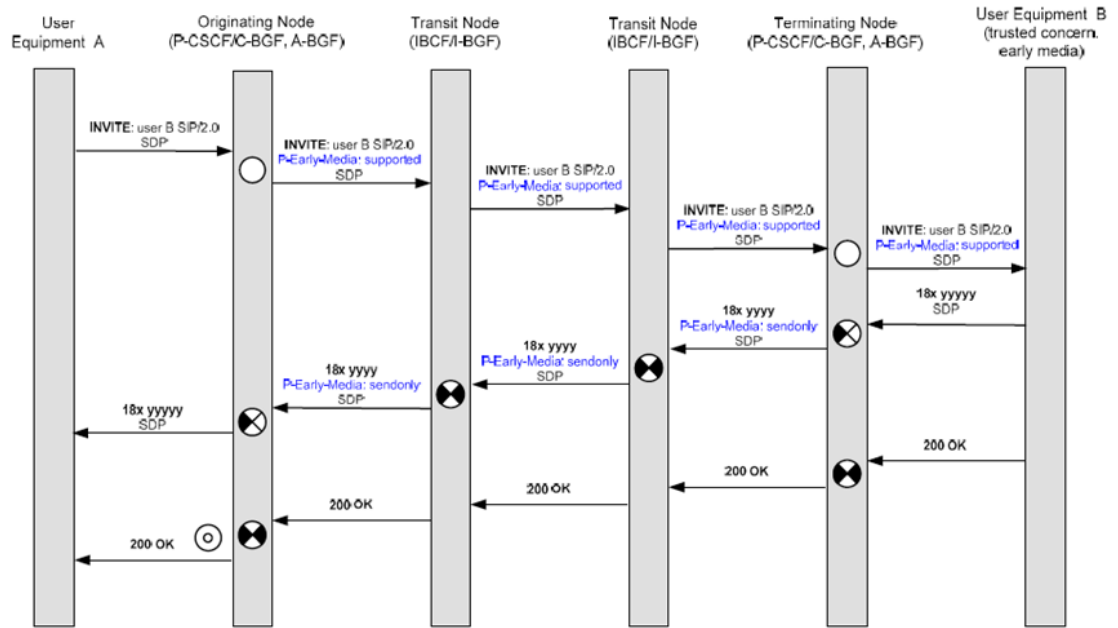 User
Equipment A
Originating Node
(P-CSCF/C-BGF, A-BGF)
Transit Node
(IBCF/I-BGF)
Transit Node
(IBCF/I-BGF)
Terminating Node
(P-CSCF/C-BGF, A-BGF)
User Equipment B
(trusted concern.
early media)
INVITE: user B SIP/2.0
SDP
INVITE: user B SIP/2.0
P-Early-Media: supported
SDP
INVITE: user B SIP/2.0
P-Early-Media: supported
SDP
INVITE: user B SIP/2.0
P-Early-Media: supported
SDP
INVITE: user B SIP/2.0
P-Early-Media: supported
SDP
18x yyyyy
SDP
18x yyyy
P-Early-Media: sendonly
SDP
18x yyyy
P-Early-Media: sendonly
SDP
18x yyyy
P-Early-Media: sendonly
SDP
18x yyyyy
SDP
200 OK
200 OK
200 OK
200 OK
200 OK